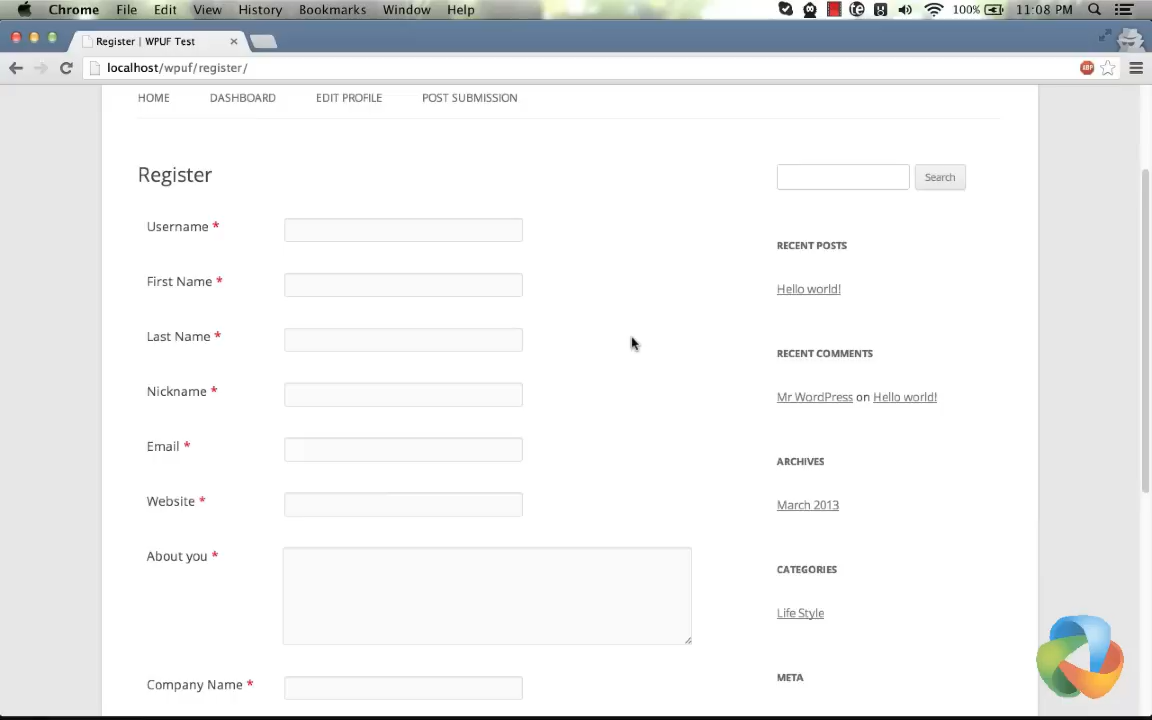 Chrome File Edit View History Bookmarks Window Help 100% 11:08 PM
Register | WPUF Test
localhost/wpuf/register/
ABP
HOME DASHBOARD EDIT PROFILE POST SUBMISSION
Register
Search
Username *
First Name *
Last Name *
Nickname *
Email *
Website *
About you *
Company Name *
RECENT POSTS
Hello world!
RECENT COMMENTS
Mr WordPress on Hello world!
ARCHIVES
March 2013
CATEGORIES
Life Style
META